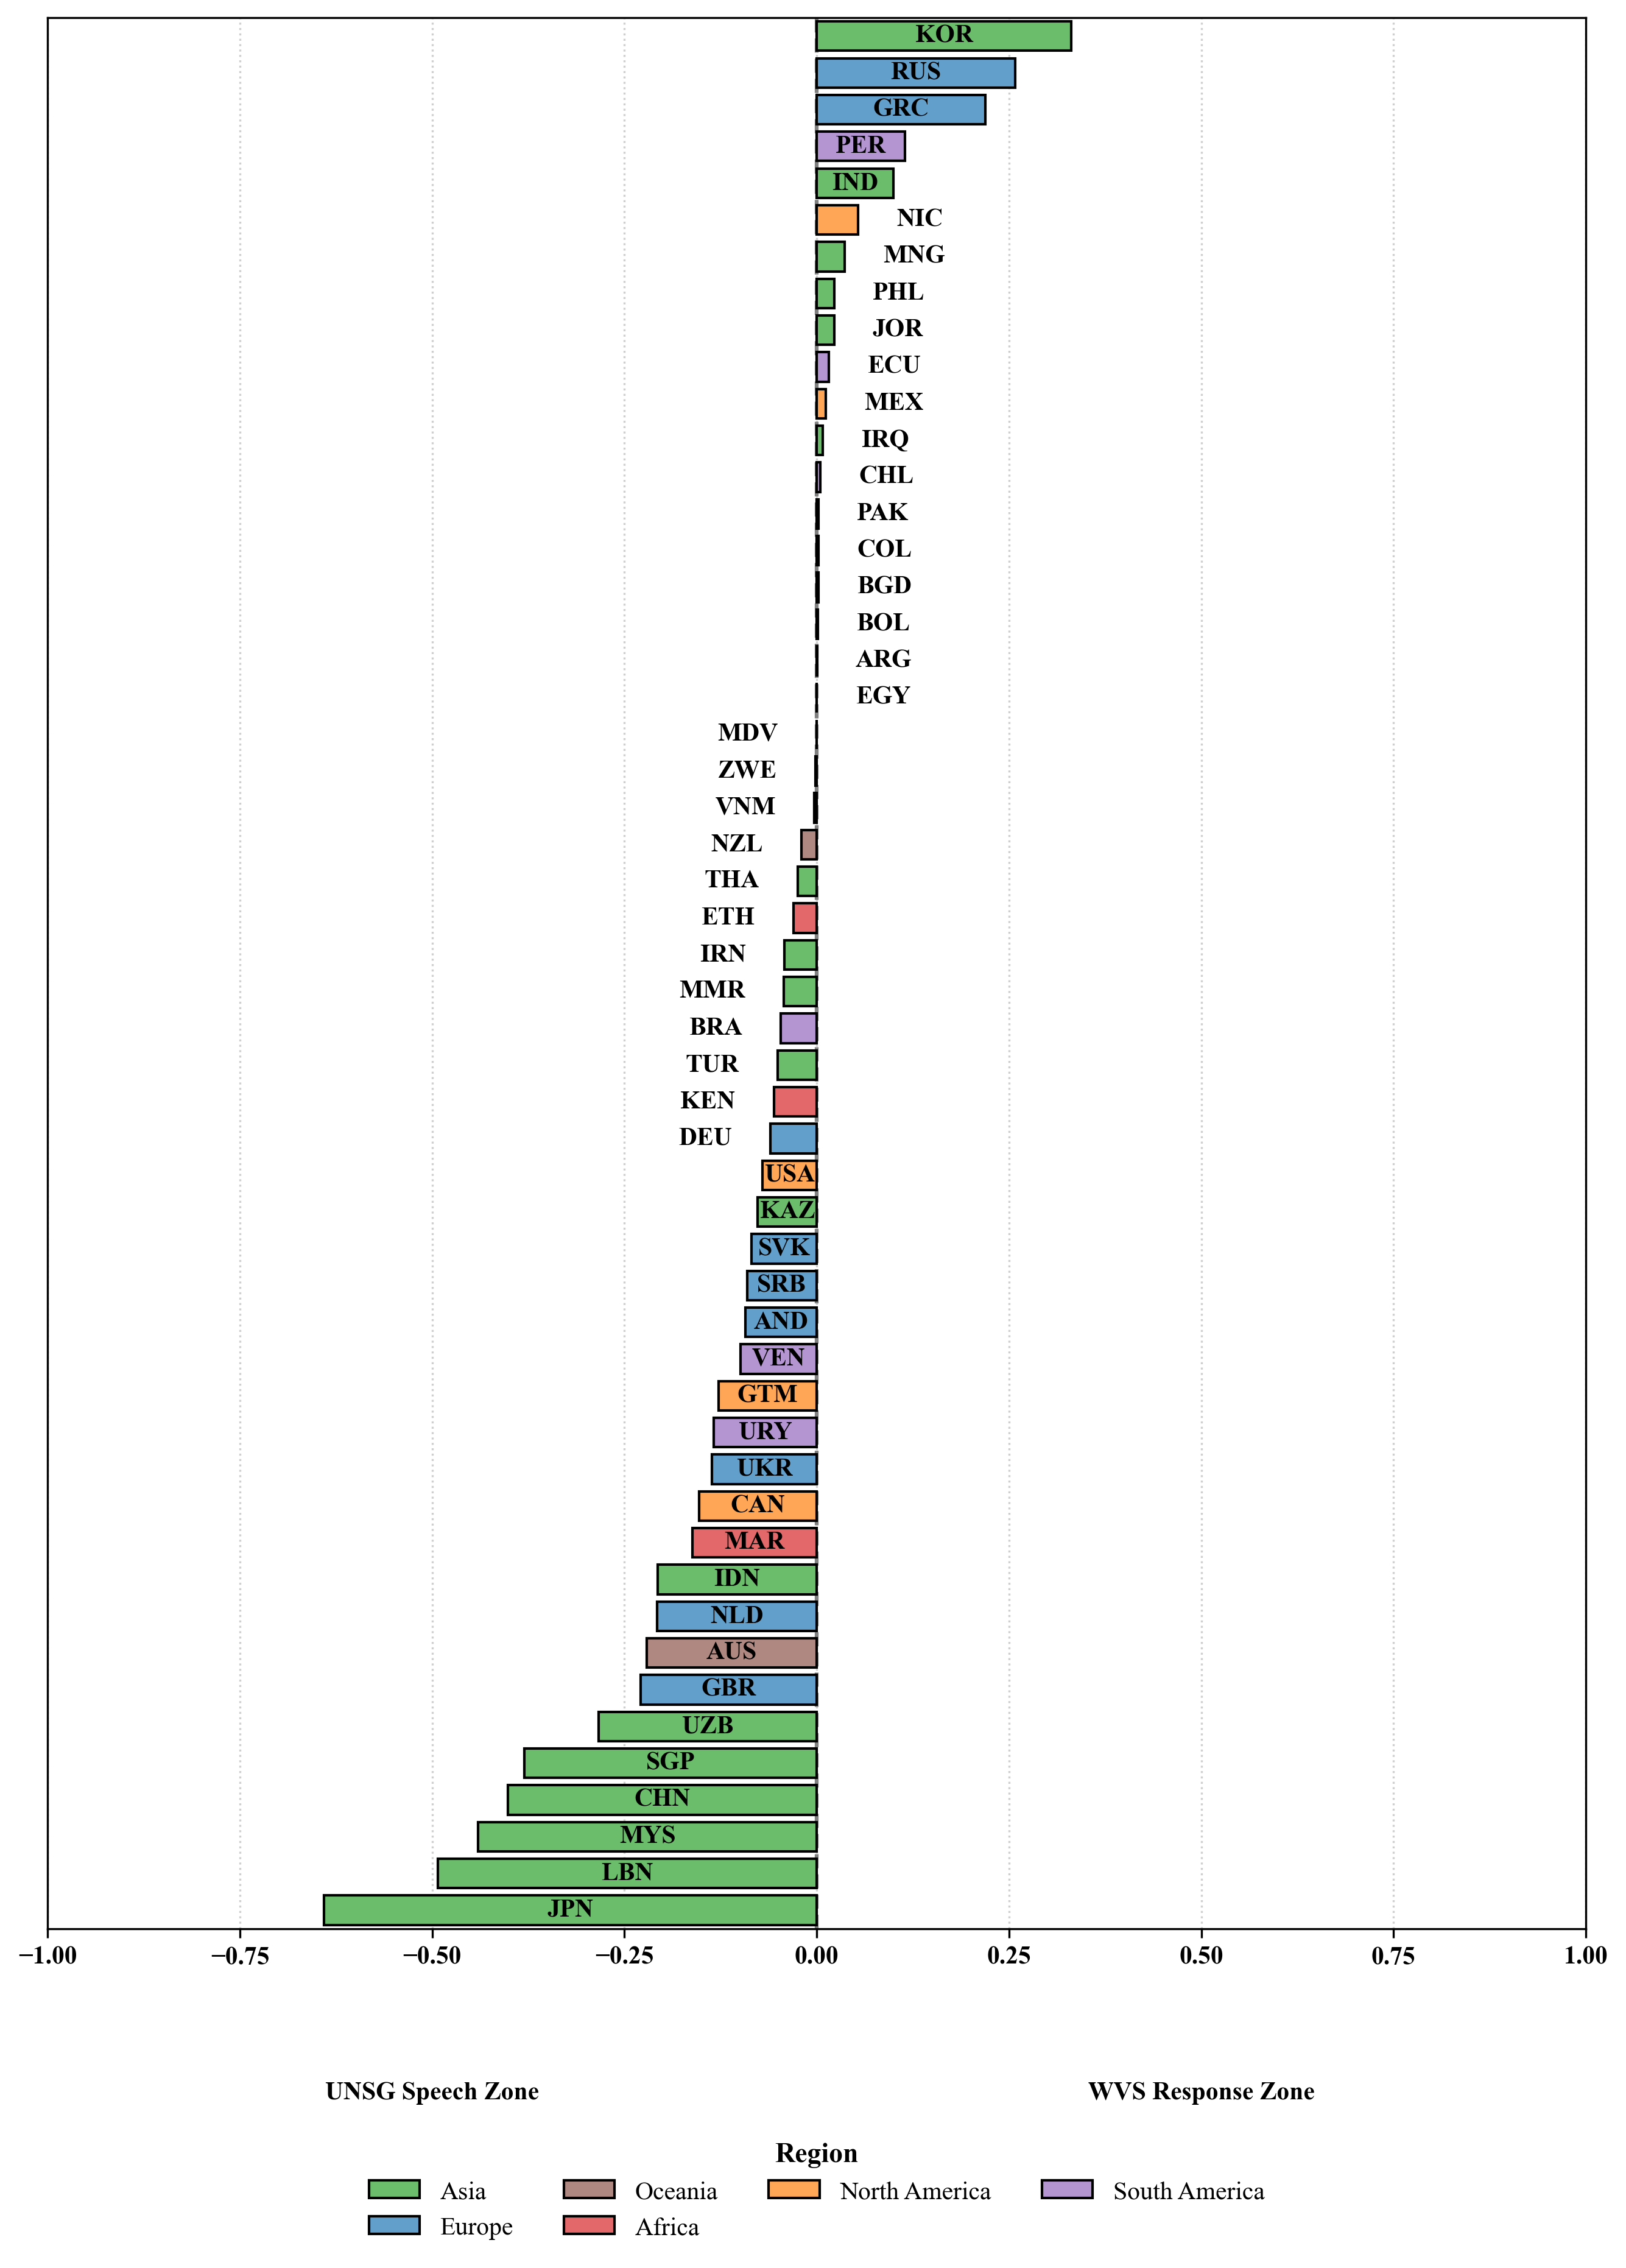 KOR
RUS
GRC
PER
IND
NIC
MNG
PHL
JOR
ECU
MEX
IRQ
CHL
PAK
COL
BGD
BOL
ARG
EGY
MDV
ZWE
VNM
NZL
THA
ETH
IRN
MMR
BRA
TUR
KEN
DEU
USA
KAZ
SVK
SRB
AND
VEN
GTM
URY
UKR
CAN
MAR
IDN
NLD
AUS
GBR
UZB
SGP
CHN
MYS
LBN
JPN
−1.00 −0.75 −0.50 −0.25 0.00 0.25 0.50 0.75 1.00
UNSG Speech Zone WVS Response Zone
Region
Asia Oceania North America South America
Europe Africa